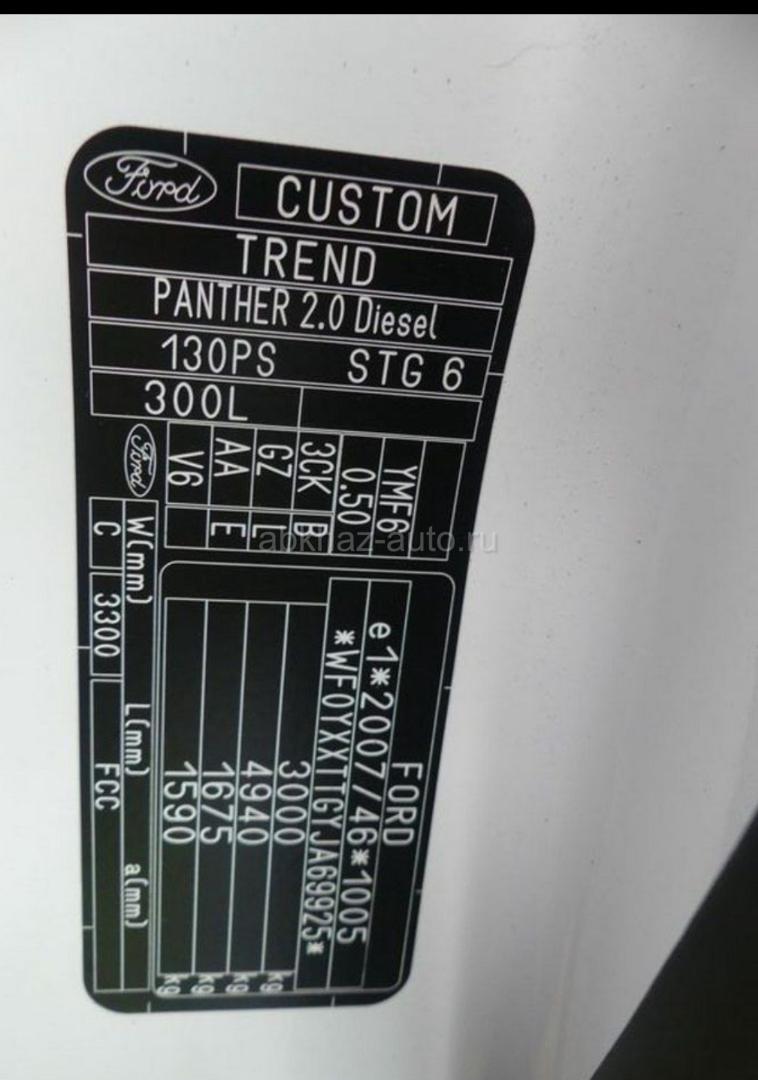 Ford
CUSTOM
TREND
PANTHER 2.0 Diesel
130PS STG 6
300L
Ford
YMF6
0.50
3CK B
GZ L
AA E
V6
FORD
e1*2007/46*1005
*WF0YXXTTGYJA69925*
3000 kg
4940 kg
1675 kg
1590 kg
W(mm) L(mm) a(mm)
C 3300 FCC
abkhaz-auto.ru